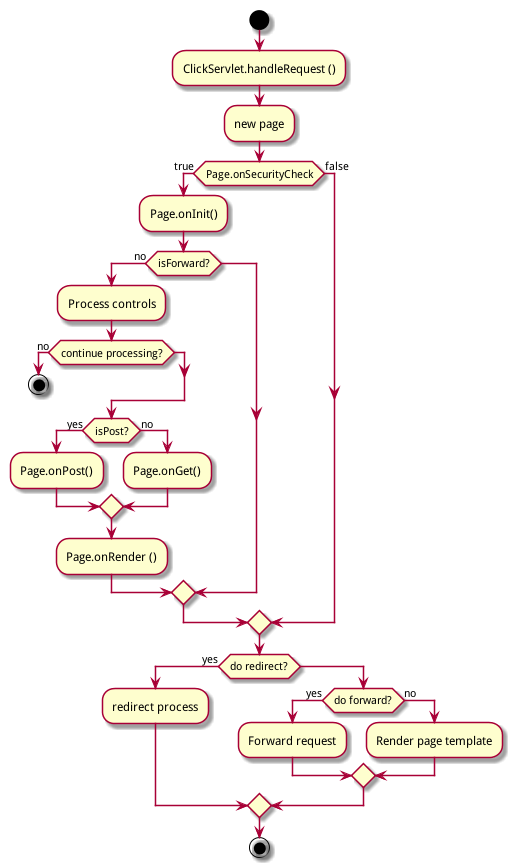 ClickServlet.handleRequest ()
new page
true
Page.onSecurityCheck
false
Page.onInit()
no
isForward?
Process controls
no
continue processing?
yes
isPost?
no
Page.onPost()
Page.onGet()
Page.onRender ()
yes
do redirect?
redirect process
yes
do forward?
no
Forward request
Render page template